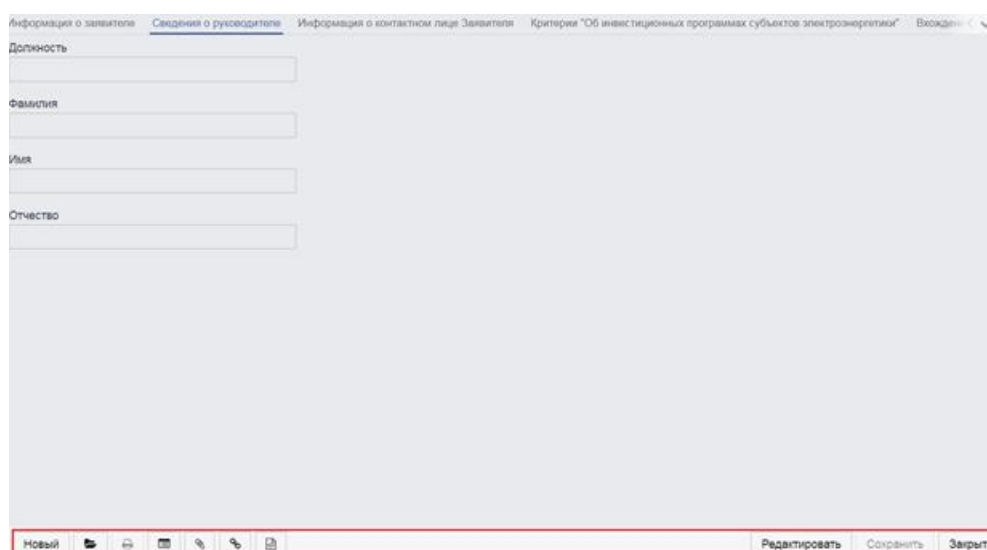 Информация о заявителе Сведения о руководителе Информация о контактном лице Заявителя Критерии "Об инвестиционных программах субъектов электроэнергетики"
Должность
Фамилия
Имя
Отчество
Новый Редактировать Сохранить Закрыт